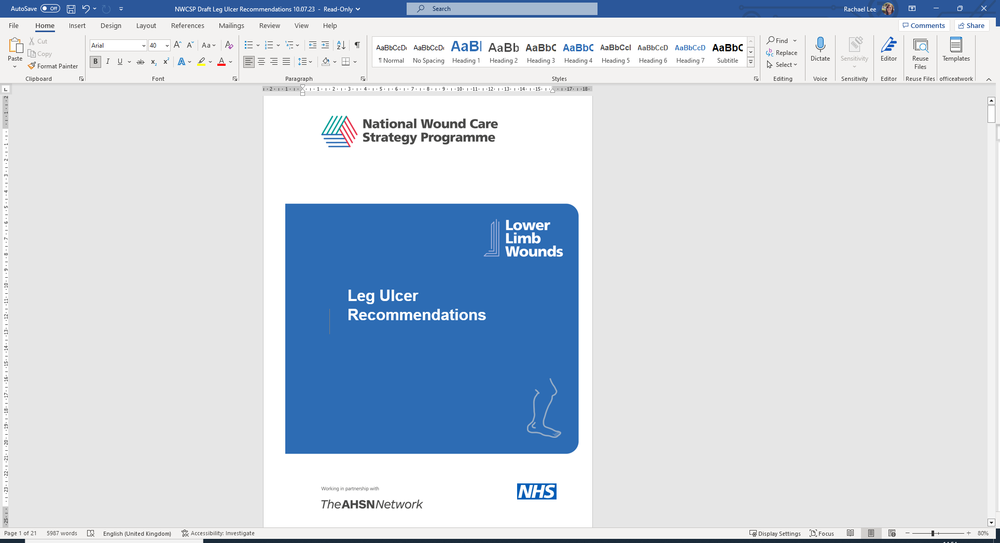 AutoSave Off
NWCSP Draft Leg Ulcer Recommendations 10.07.23 - Read-Only
Search
Rachael Lee
File Home Insert Design Layout References Mailings Review View Help
Comments Share
Paste
Cut
Copy
Format Painter
Clipboard
Arial 40
Font
Paragraph
AaBbCcDc AaBbCcDc AaBl AaBb AaBbC AaBbC AaBbCcI AaBbCcD AaBbCcD AaBbC
¶ Normal No Spacing Heading 1 Heading 2 Heading 3 Heading 4 Heading 5 Heading 6 Heading 7 Subtitle
Styles
Find
Replace
Select
Editing
Dictate
Voice
Sensitivity
Sensitivity
Editor
Editor
Reuse
Files
Reuse Files
Templates
officeatwork
National Wound Care
Strategy Programme
Lower
Limb
Wounds
Leg Ulcer
Recommendations
Working in partnership with
TheAHSNNetwork
NHS
Page 1 of 21 5987 words English (United Kingdom) Accessibility: Investigate Display Settings Focus 80%